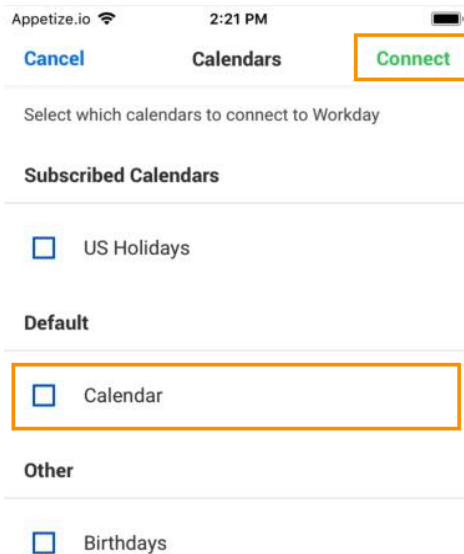 Appetize.io 2:21 PM
Cancel Calendars Connect
Select which calendars to connect to Workday
Subscribed Calendars
US Holidays
Default
Calendar
Other
Birthdays